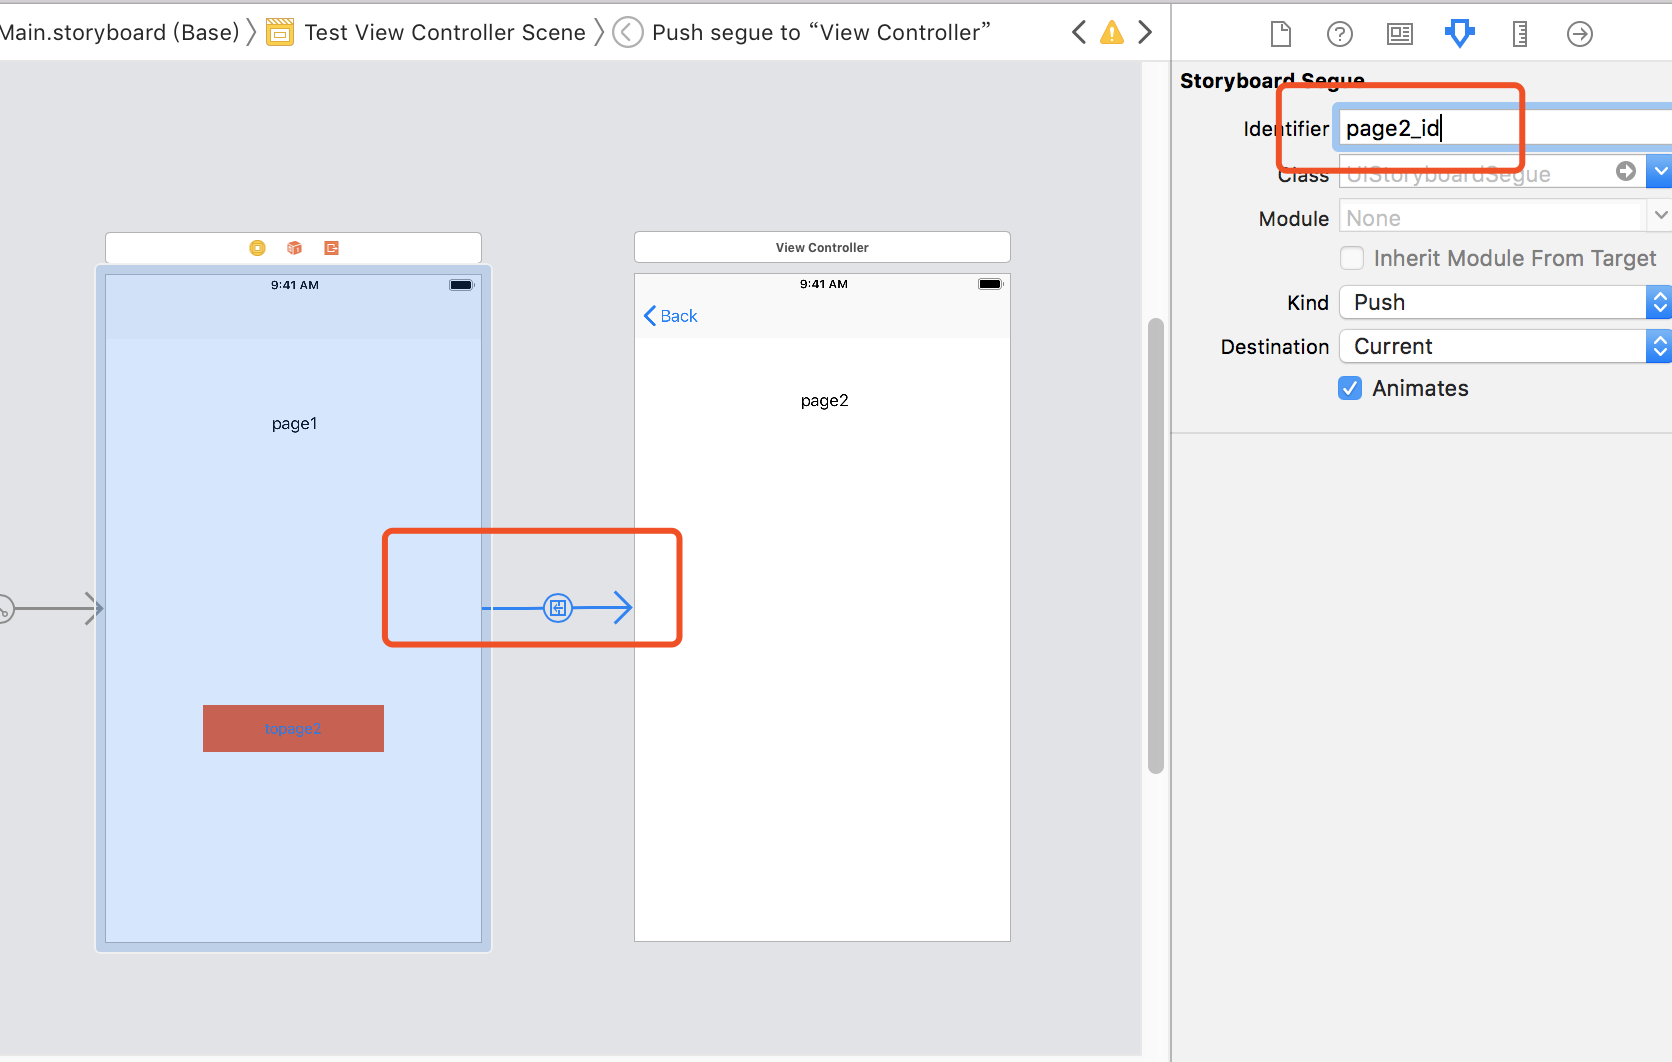 Main.storyboard (Base) Test View Controller Scene Push segue to “View Controller”
Storyboard Segue
Identifier page2_id
Class UIStoryboardSegue
Module None
Inherit Module From Target
Kind Push
Destination Current
Animates
View Controller
9:41 AM
9:41 AM
Back
page1
page2
topage2